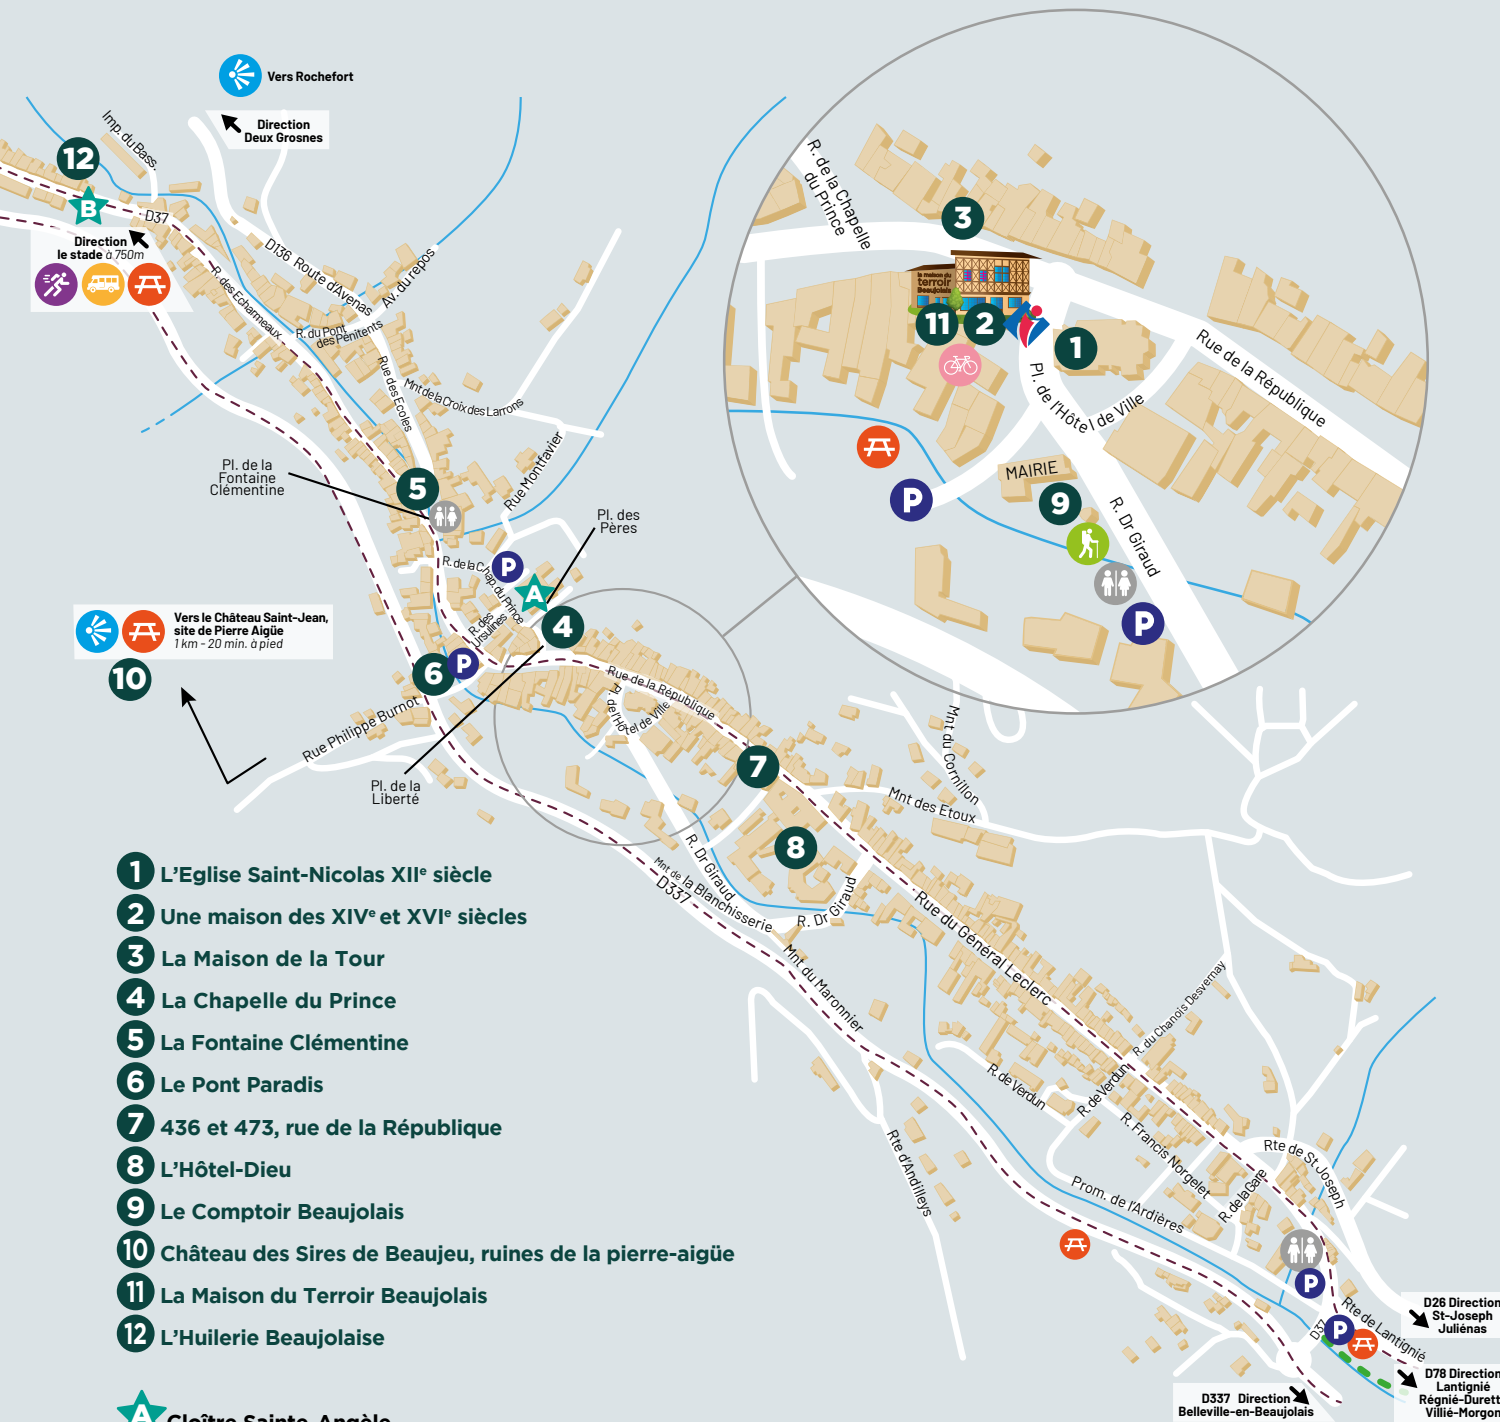 Vers Rochefort
Direction
Deux Grosnes
Imp. du Bass.
12
B
D37
Direction
le stade à 750m
D136 Route d'Avenas
Av. du repos
R. des Echarmeaux
R. du Pont
des Pénitents
Rue des Ecoles
Mnt de la Croix des Larrons
Rue Montfavier
Pl. de la
Fontaine
Clémentine
5
Pl. des
Pères
R. de la Chap. du Prince
P
A
4
R. des
Ursulines
Vers le Château Saint-Jean,
site de Pierre Aigüe
1 km - 20 min. à pied
10
6
P
Rue Philippe Burnot
Pl. de la
Liberté
Rue de la République
Pl. de l'Hôtel de Ville
7
8
R. de la Chapelle
du Prince
3
la maison du
terroir
Beaujolais
11
2
1
Rue de la République
Pl. de l'Hôtel de Ville
MAIRIE
P
9
R. Dr Giraud
P
Mnt du Cornillon
Mnt des Etoux
R. Dr Giraud
Mnt de la Blanchisserie
D337
R. Dr Giraud
Rue du Général Leclerc
Mnt du Maronnier
R. du Chanois Desvernay
R. de Verdun
R. de Verdun
R. Francis Norgelet
Rte d'Andilleys
Prom. de l'Ardières
R. de la Gare
Rte de St Joseph
P
P
D37
Rte de Lantignié
D26 Direction
St-Joseph
Juliénas
D78 Direction
Lantignié
Régnié-Durett
Villié-Morgon
D337 Direction
Belleville-en-Beaujolais
1 L'Eglise Saint-Nicolas XIIe siècle
2 Une maison des XIVe et XVIe siècles
3 La Maison de la Tour
4 La Chapelle du Prince
5 La Fontaine Clémentine
6 Le Pont Paradis
7 436 et 473, rue de la République
8 L'Hôtel-Dieu
9 Le Comptoir Beaujolais
10 Château des Sires de Beaujeu, ruines de la pierre-aigüe
11 La Maison du Terroir Beaujolais
12 L'Huilerie Beaujolaise
A Cloître Sainte-Angèle